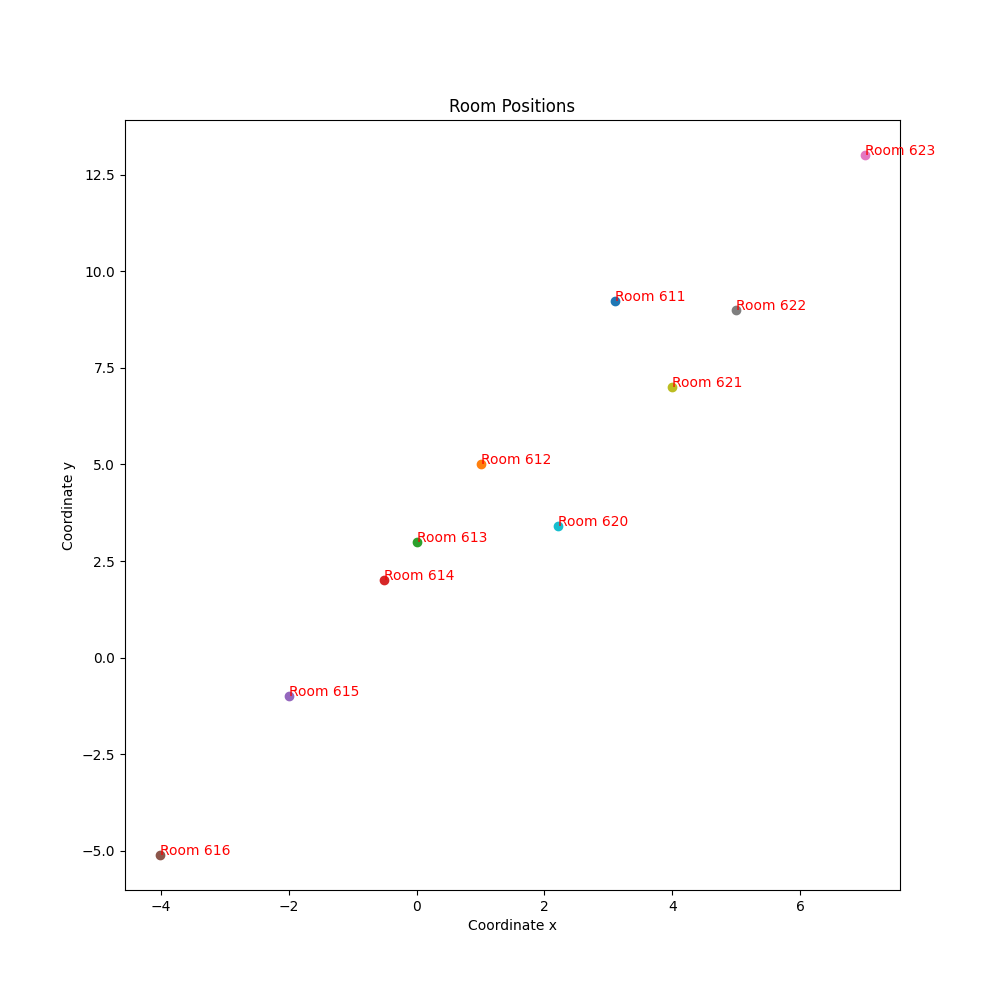 Room Positions
Room 623
12.5
10.0
Room 611
Room 622
7.5
Room 621
5.0
Room 612
Coordinate y
Room 620
Room 613
2.5
Room 614
0.0
Room 615
−2.5
−5.0
Room 616
−4 −2 0 2 4 6
Coordinate x